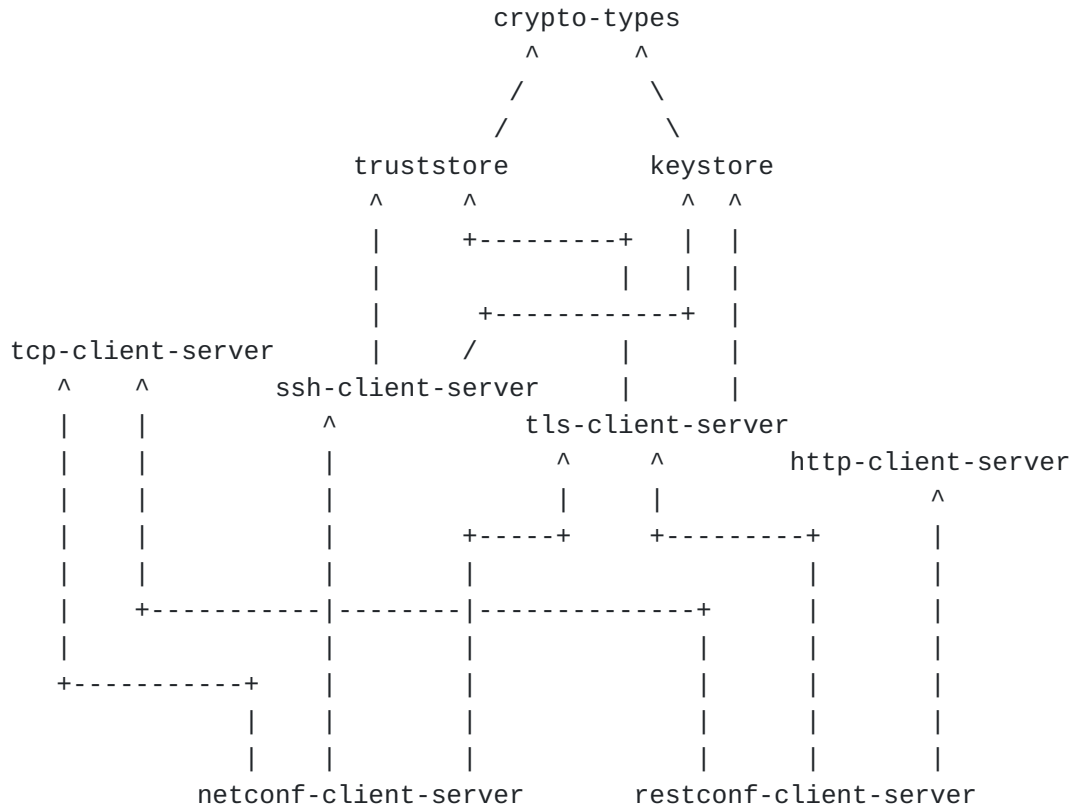 crypto-types
truststore keystore
tcp-client-server
ssh-client-server
tls-client-server
http-client-server
netconf-client-server restconf-client-server